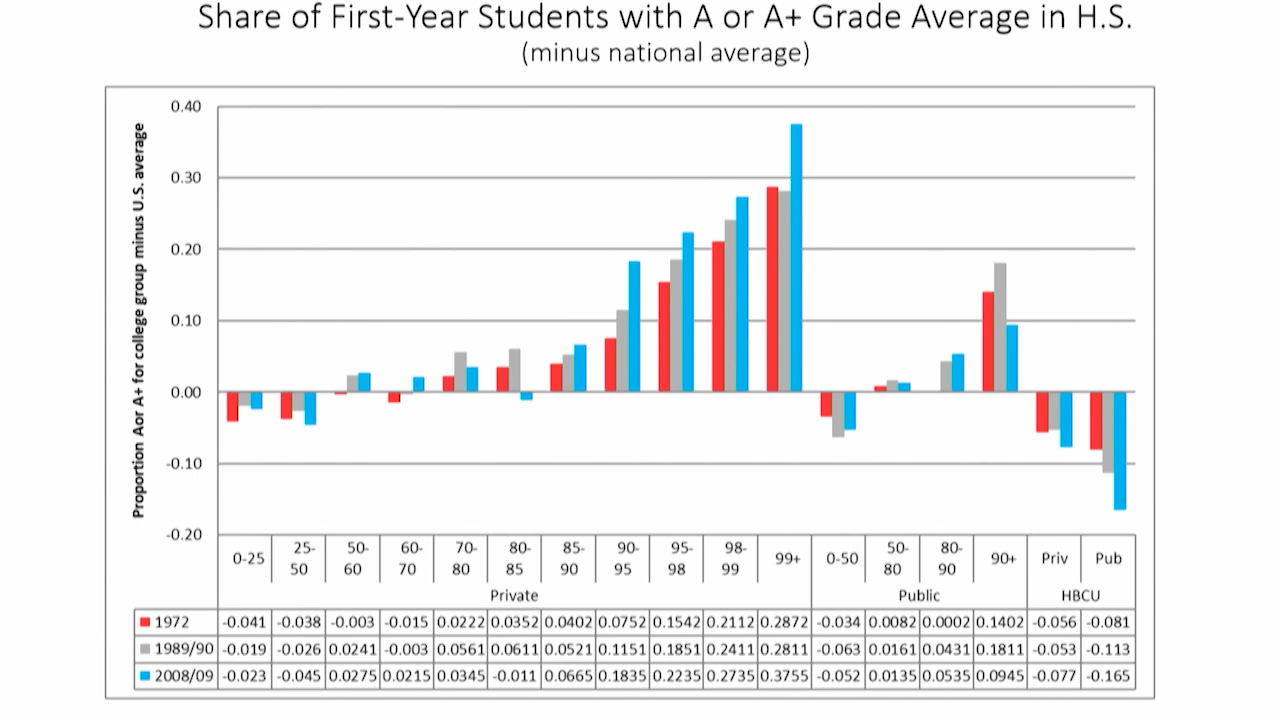 Share of First-Year Students with A or A+ Grade Average in H.S.
(minus national average)
Proportion Aor A+ for college group minus U.S. average
0.40
0.30
0.20
0.10
0.00
-0.10
-0.20
0-25 25-50 50-60 60-70 70-80 80-85 85-90 90-95 95-98 98-99 99+ 0-50 50-80 80-90 90+ Priv Pub
Private Public HBCU
1972 -0.041 -0.038 -0.003 -0.015 0.0222 0.0352 0.0402 0.0752 0.1542 0.2112 0.2872 -0.034 0.0082 0.0002 0.1402 -0.056 -0.081
1989/90 -0.019 -0.026 0.0241 -0.003 0.0561 0.0611 0.0521 0.1151 0.1851 0.2411 0.2811 -0.063 0.0161 0.0431 0.1811 -0.053 -0.113
2008/09 -0.023 -0.045 0.0275 0.0215 0.0345 -0.011 0.0665 0.1835 0.2235 0.2735 0.3755 -0.052 0.0135 0.0535 0.0945 -0.077 -0.165